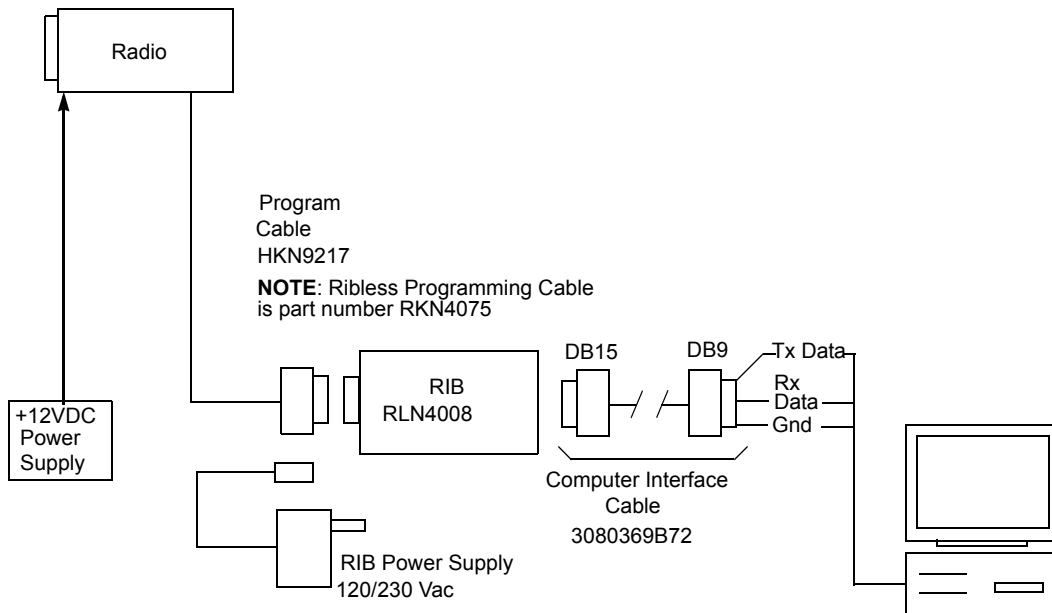 Radio
Program
Cable
HKN9217
NOTE: Ribless Programming Cable
is part number RKN4075
DB15
DB9
Tx Data
Rx
Data
Gnd
RIB
RLN4008
+12VDC
Power
Supply
Computer Interface
Cable
3080369B72
RIB Power Supply
120/230 Vac